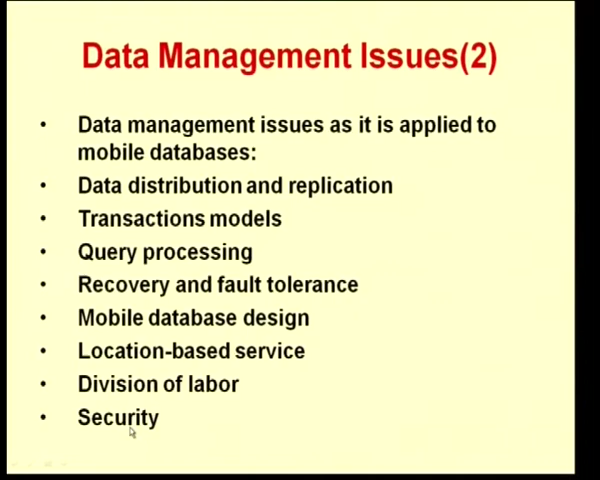 Data Management Issues(2)
• Data management issues as it is applied to
mobile databases:
• Data distribution and replication
• Transactions models
• Query processing
• Recovery and fault tolerance
• Mobile database design
• Location-based service
• Division of labor
• Security